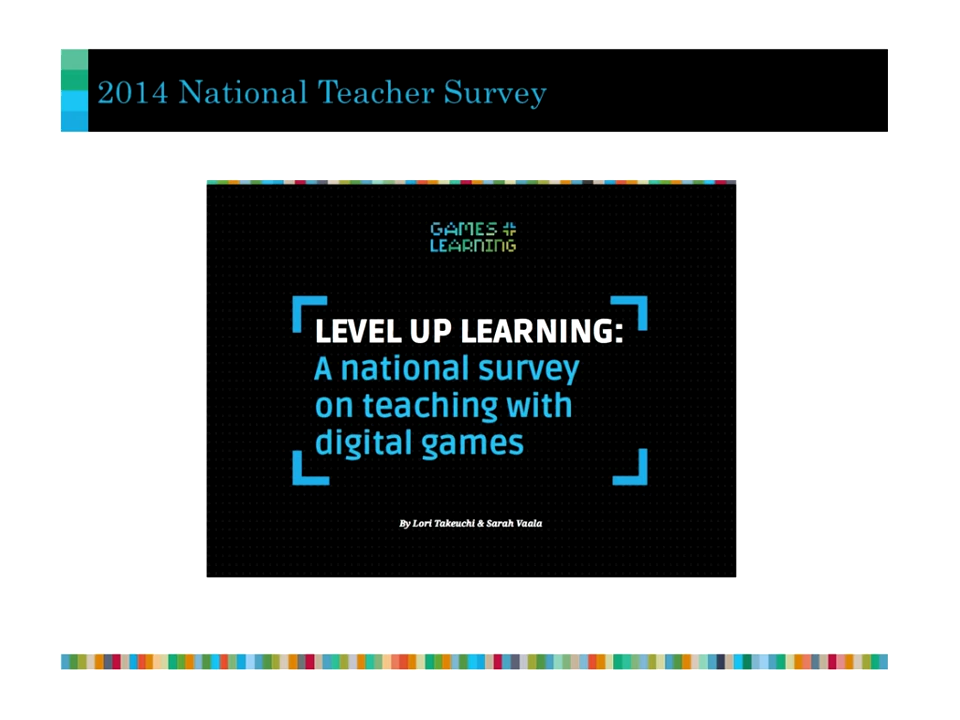 2014 National Teacher Survey
GAMES +
LEARNING
LEVEL UP LEARNING:
A national survey
on teaching with
digital games
By Lori Takeuchi & Sarah Vaala